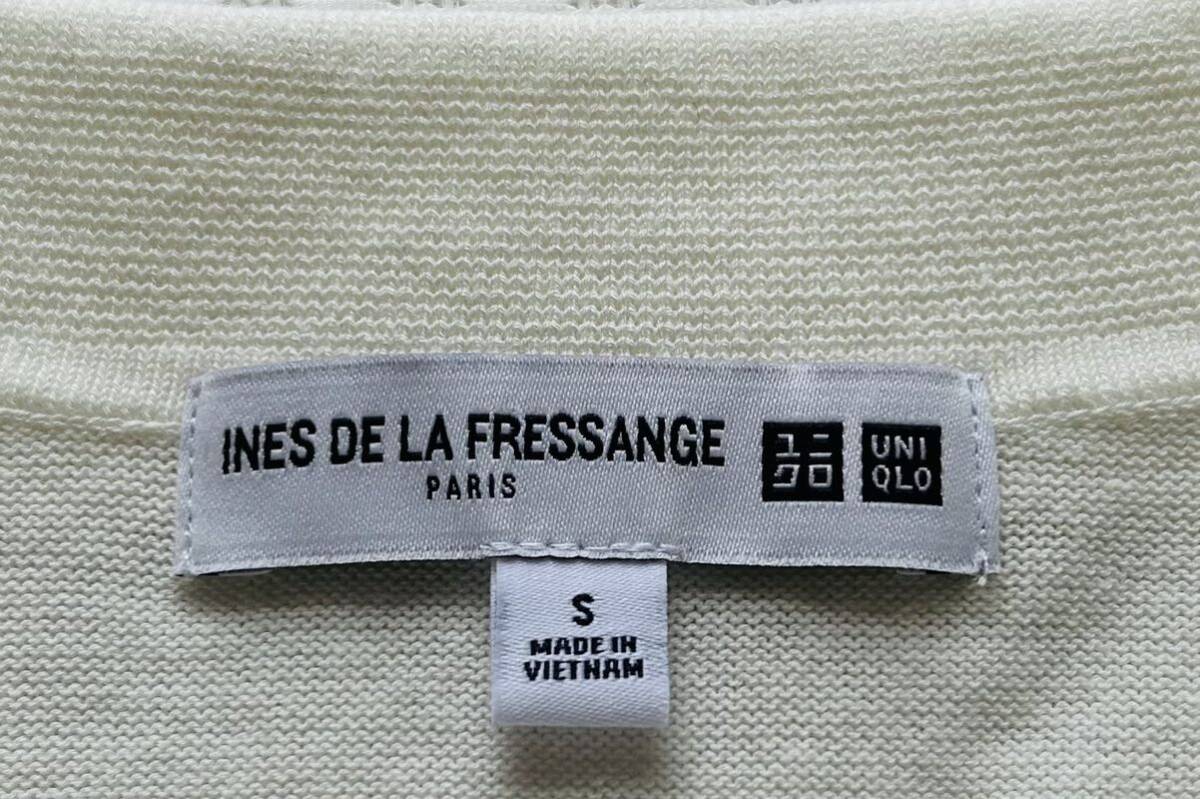 INES DE LA FRESSANGE
PARIS
ユニ
クロ
UNI
QLO
S
MADE IN
VIETNAM